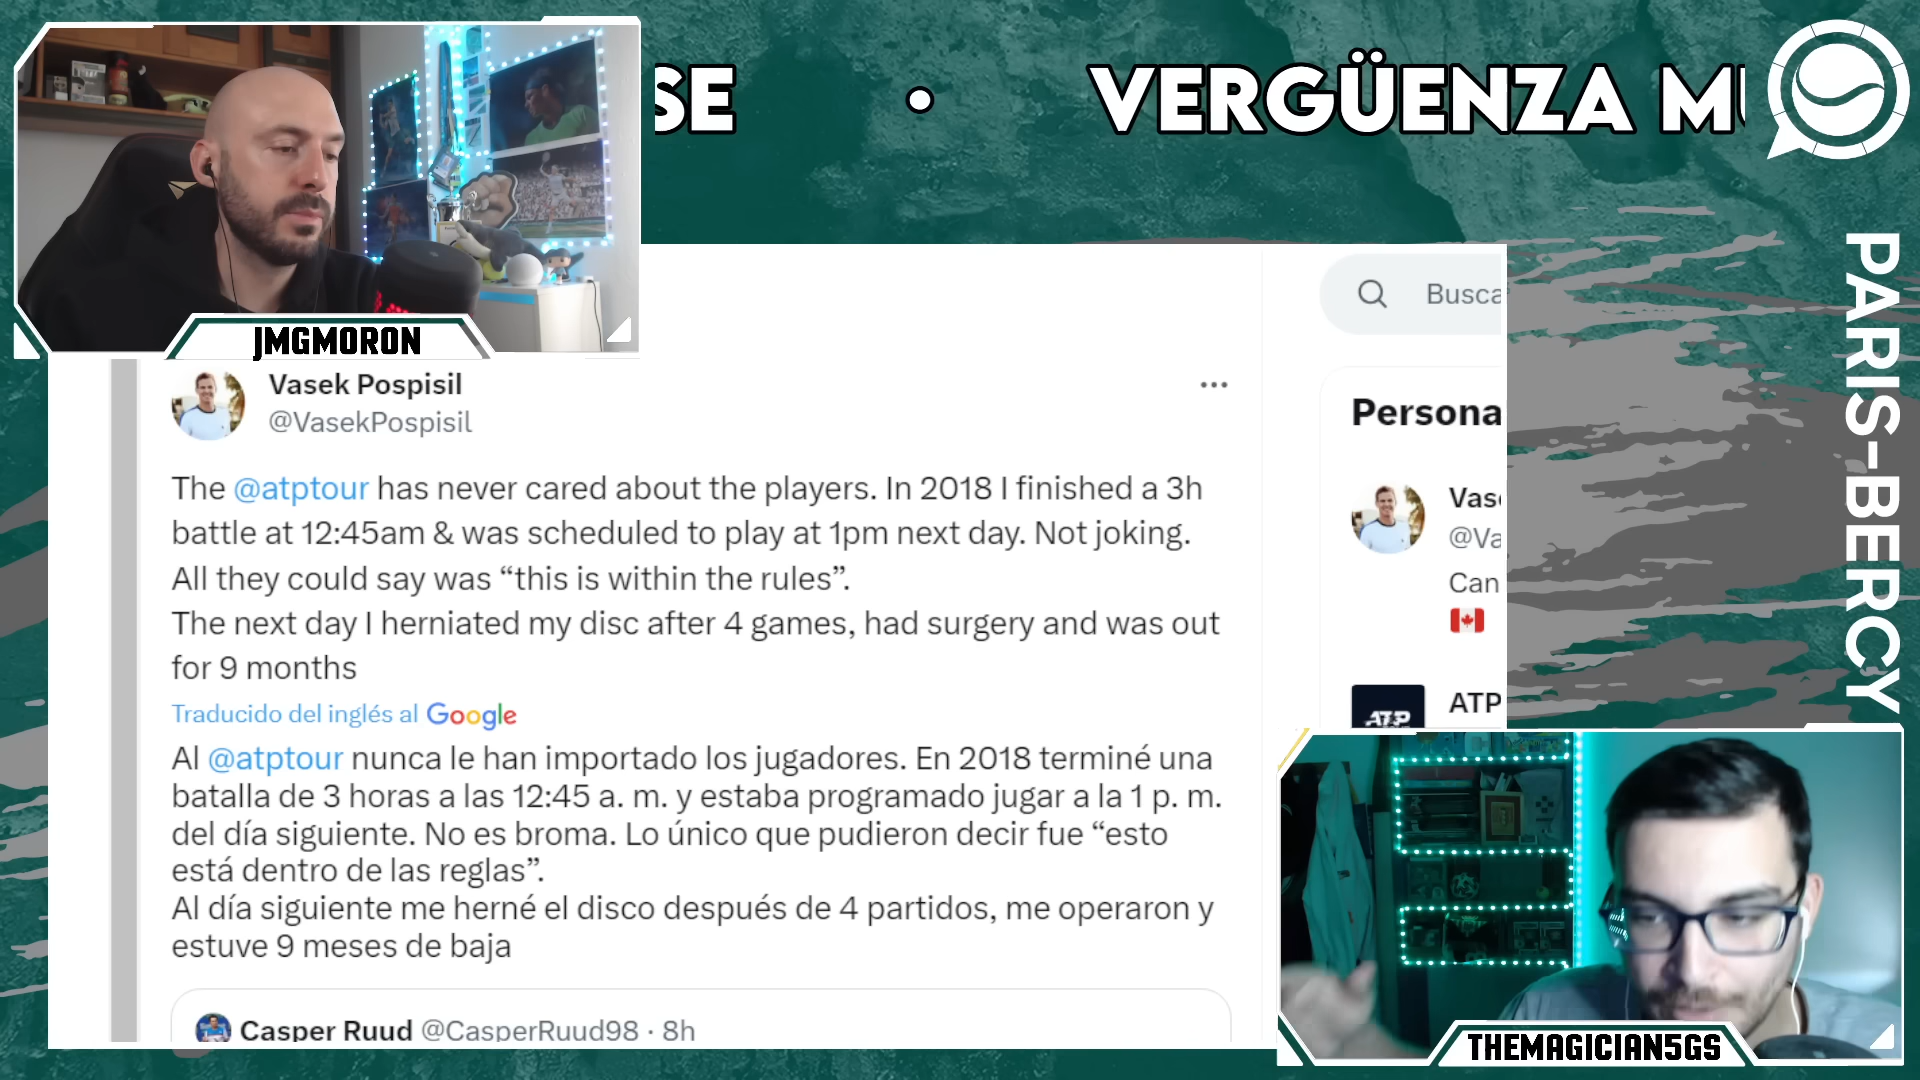 SE • VERGÜENZA MU
JMGMORON
PARIS-BERCY
Busca
Vasek Pospisil
@VasekPospisil
The @atptour has never cared about the players. In 2018 I finished a 3h
battle at 12:45am & was scheduled to play at 1pm next day. Not joking.
All they could say was “this is within the rules”.
The next day I herniated my disc after 4 games, had surgery and was out
for 9 months
Traducido del inglés al Google
Al @atptour nunca le han importado los jugadores. En 2018 terminé una
batalla de 3 horas a las 12:45 a. m. y estaba programado jugar a la 1 p. m.
del día siguiente. No es broma. Lo único que pudieron decir fue “esto
está dentro de las reglas”.
Al día siguiente me herné el disco después de 4 partidos, me operaron y
estuve 9 meses de baja
Casper Ruud @CasperRuud98 · 8h
Persona
Vase
@Va
Can
ATP
ATP
THEMAGICIAN5GS